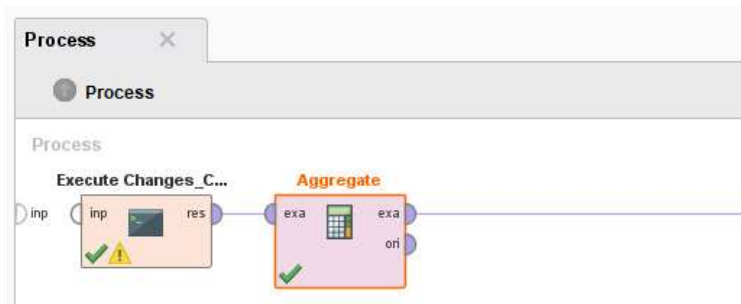 Process
Process
Process
Execute Changes_C...
Aggregate
inp
inp
res
exa
exa
ori